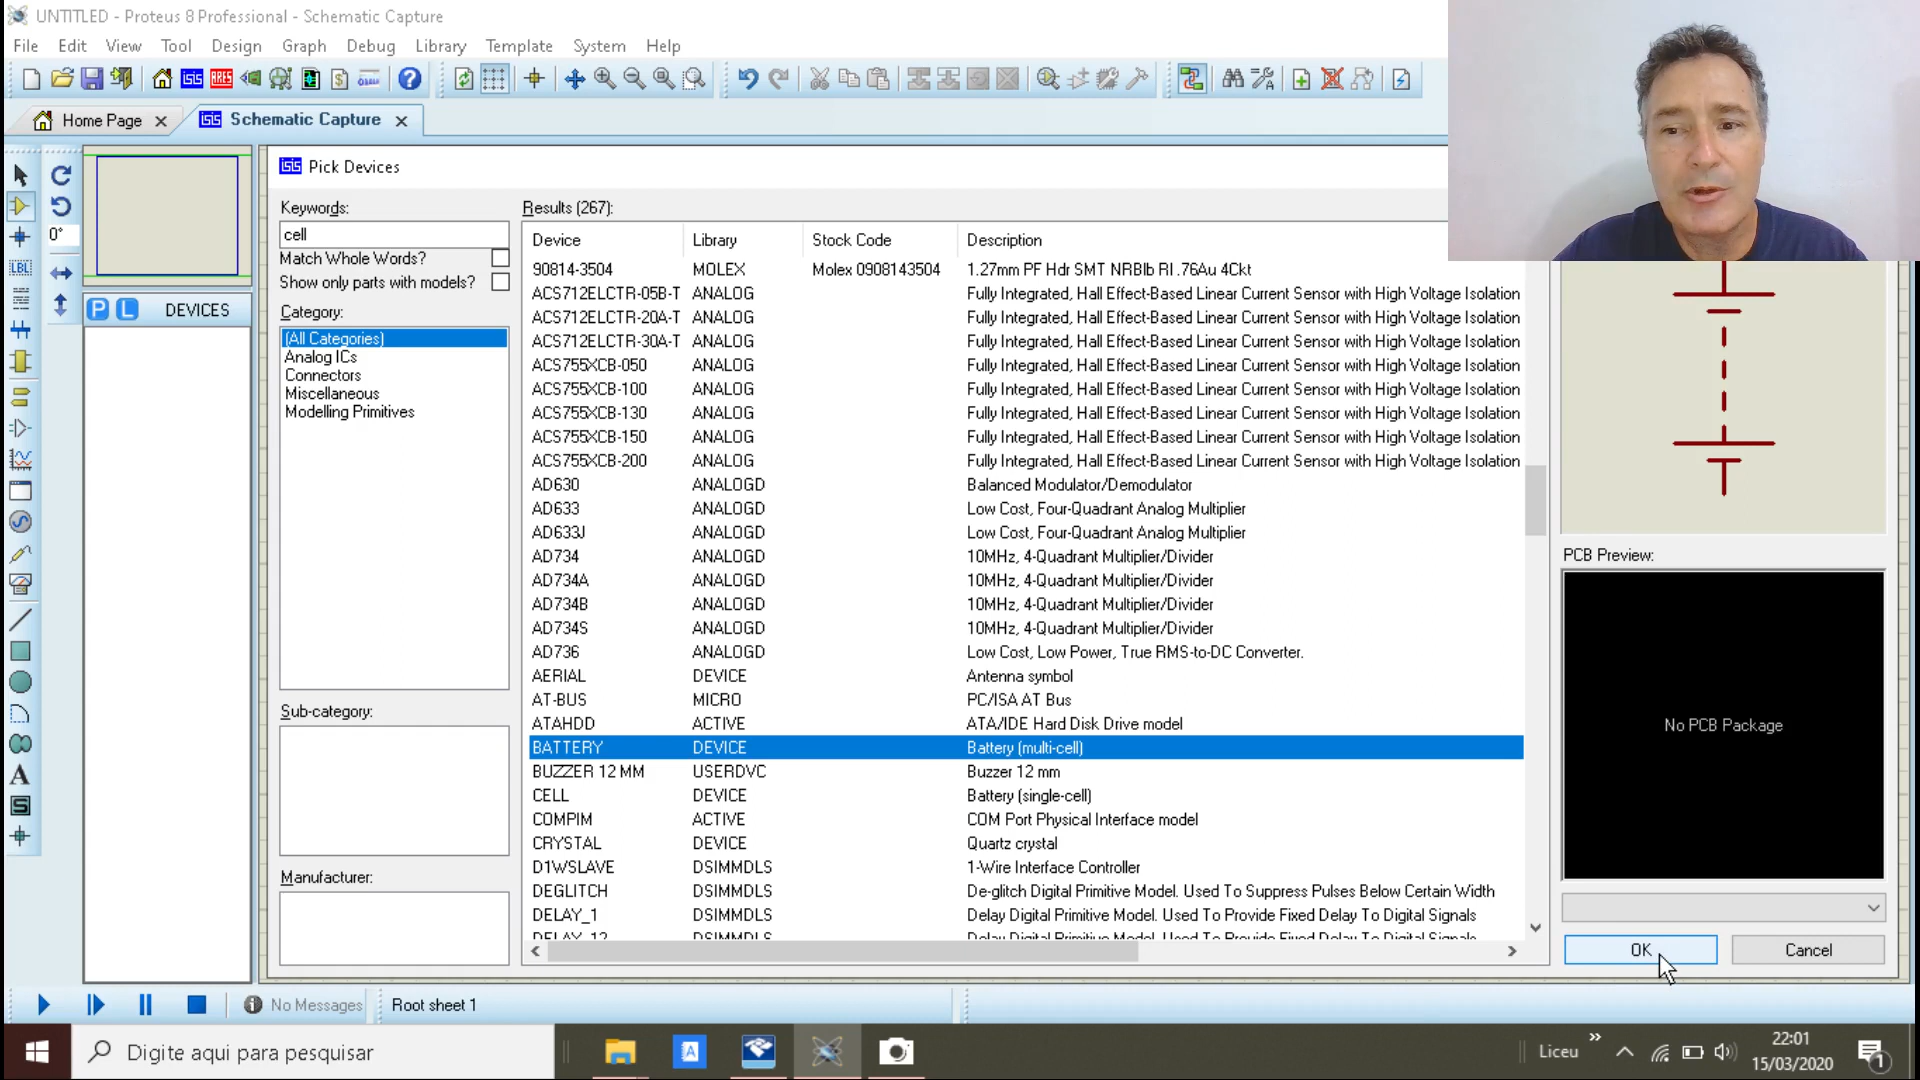 UNTITLED - Proteus 8 Professional - Schematic Capture
File Edit View Tool Design Graph Debug Library Template System Help
Home Page
Schematic Capture
Pick Devices
Keywords:
cell
Match Whole Words?
Show only parts with models?
Category:
(All Categories)
Analog ICs
Connectors
Miscellaneous
Modelling Primitives
Sub-category:
Manufacturer:
0°
LBL
P L DEVICES
A
S
Results (267):
Device Library Stock Code Description
90814-3504 MOLEX Molex 0908143504 1.27mm PF Hdr SMT NRBlb Rl .76Au 4Ckt
ACS712ELCTR-05B-T ANALOG Fully Integrated, Hall Effect-Based Linear Current Sensor with High Voltage Isolation
ACS712ELCTR-20A-T ANALOG Fully Integrated, Hall Effect-Based Linear Current Sensor with High Voltage Isolation
ACS712ELCTR-30A-T ANALOG Fully Integrated, Hall Effect-Based Linear Current Sensor with High Voltage Isolation
ACS755XCB-050 ANALOG Fully Integrated, Hall Effect-Based Linear Current Sensor with High Voltage Isolation
ACS755XCB-100 ANALOG Fully Integrated, Hall Effect-Based Linear Current Sensor with High Voltage Isolation
ACS755XCB-130 ANALOG Fully Integrated, Hall Effect-Based Linear Current Sensor with High Voltage Isolation
ACS755XCB-150 ANALOG Fully Integrated, Hall Effect-Based Linear Current Sensor with High Voltage Isolation
ACS755XCB-200 ANALOG Fully Integrated, Hall Effect-Based Linear Current Sensor with High Voltage Isolation
AD630 ANALOGD Balanced Modulator/Demodulator
AD633 ANALOGD Low Cost, Four-Quadrant Analog Multiplier
AD633J ANALOGD Low Cost, Four-Quadrant Analog Multiplier
AD734 ANALOGD 10MHz, 4-Quadrant Multiplier/Divider
AD734A ANALOGD 10MHz, 4-Quadrant Multiplier/Divider
AD734B ANALOGD 10MHz, 4-Quadrant Multiplier/Divider
AD734S ANALOGD 10MHz, 4-Quadrant Multiplier/Divider
AD736 ANALOGD Low Cost, Low Power, True RMS-to-DC Converter.
AERIAL DEVICE Antenna symbol
AT-BUS MICRO PC/ISA AT Bus
ATAHDD ACTIVE ATA/IDE Hard Disk Drive model
BATTERY DEVICE Battery (multi-cell)
BUZZER 12 MM USERDVC Buzzer 12 mm
CELL DEVICE Battery (single-cell)
COMPIM ACTIVE COM Port Physical Interface model
CRYSTAL DEVICE Quartz crystal
D1WSLAVE DSIMMDLS 1-Wire Interface Controller
DEGLITCH DSIMMDLS De-glitch Digital Primitive Model. Used To Suppress Pulses Below Certain Width
DELAY_1 DSIMMDLS Delay Digital Primitive Model. Used To Provide Fixed Delay To Digital Signals
DELAY_12 DSIMMDLS Delay Digital Primitive Model. Used To Provide Fixed Delay To Digital Signals
PCB Preview:
No PCB Package
OK Cancel
No Messages Root sheet 1
Digite aqui para pesquisar
Liceu
22:01
15/03/2020
1